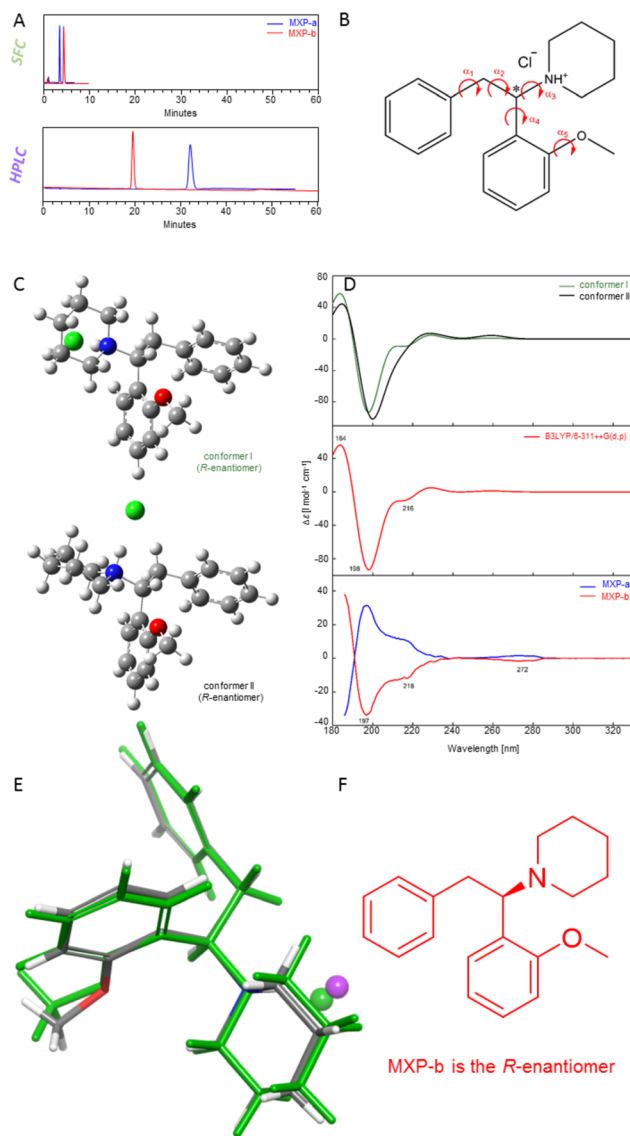 A
SFC
MXP-a
MXP-b
0 10 20 30 40 50 60
Minutes
HPLC
0 10 20 30 40 50 60
Minutes
B
Cl⁻
α1 α2 * NH⁺
α3
α4
α5 O
C
conformer I
(R-enantiomer)
conformer II
(R-enantiomer)
D
80
40
0
-40
-80
conformer I
conformer II
80
40
0
-40
-80
184
198
216
B3LYP/6-311++G(d,p)
Δε [l mol⁻¹ cm⁻¹]
60
40
20
0
-20
-40
MXP-a
MXP-b
197
218
272
180 200 220 240 260 280 300 320
Wavelength [nm]
E
F
N
O
MXP-b is the R-enantiomer